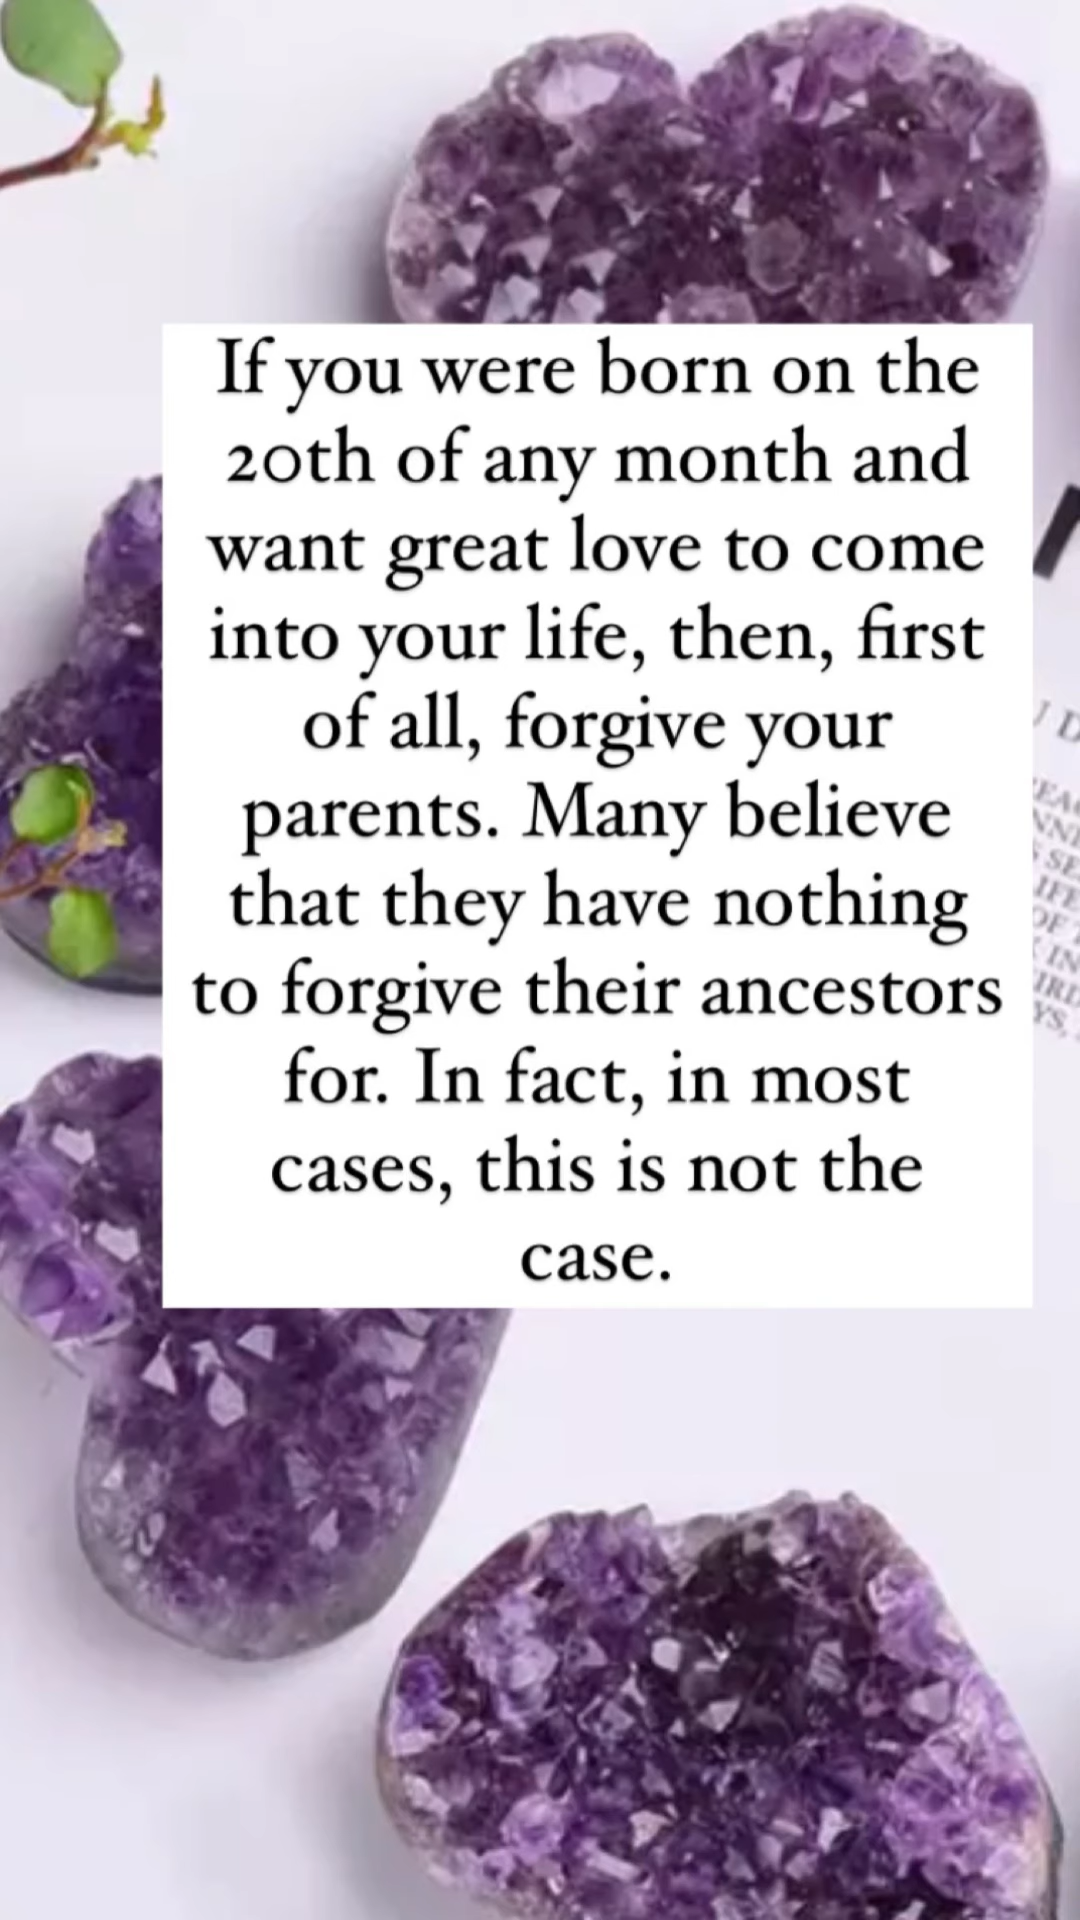 If you were born on the
20th of any month and
want great love to come
into your life, then, first
of all, forgive your
parents. Many believe
that they have nothing
to forgive their ancestors
for. In fact, in most
cases, this is not the
case.